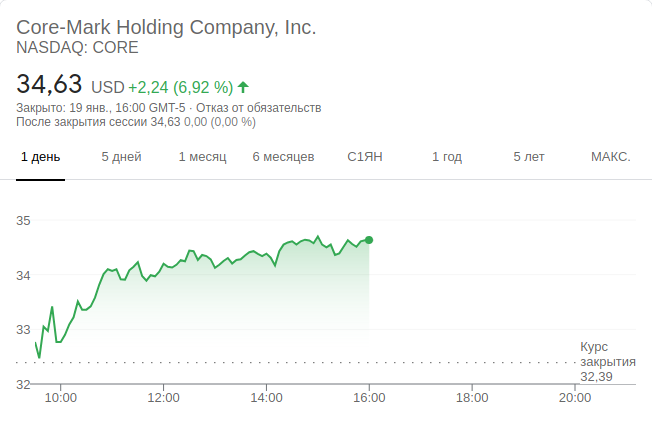 Core-Mark Holding Company, Inc.
NASDAQ: CORE
34,63 USD +2,24 (6,92 %)
Закрыто: 19 янв., 16:00 GMT-5 · Отказ от обязательств
После закрытия сессии 34,63 0,00 (0,00 %)
1 день 5 дней 1 месяц 6 месяцев С1ЯН 1 год 5 лет МАКС.
35
34
33
Курс
закрытия
32,39
32
10:00 12:00 14:00 16:00 18:00 20:00